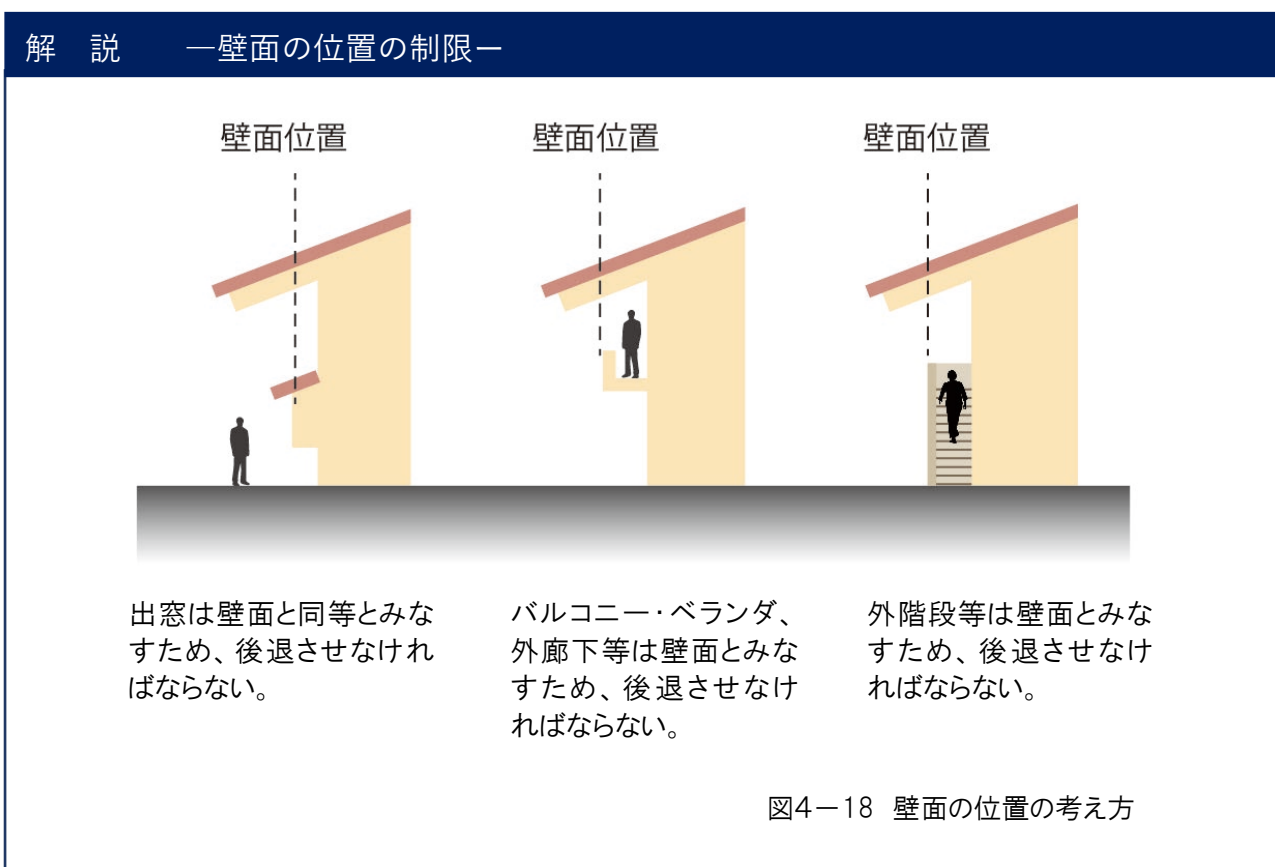 解 説 ―壁面の位置の制限ー
壁面位置
壁面位置
壁面位置
出窓は壁面と同等とみな
すため、後退させなけれ
ばならない。
バルコニー・ベランダ、
外廊下等は壁面とみな
すため、後退させなけ
ればならない。
外階段等は壁面とみな
すため、後退させなけ
ればならない。
図4－18 壁面の位置の考え方